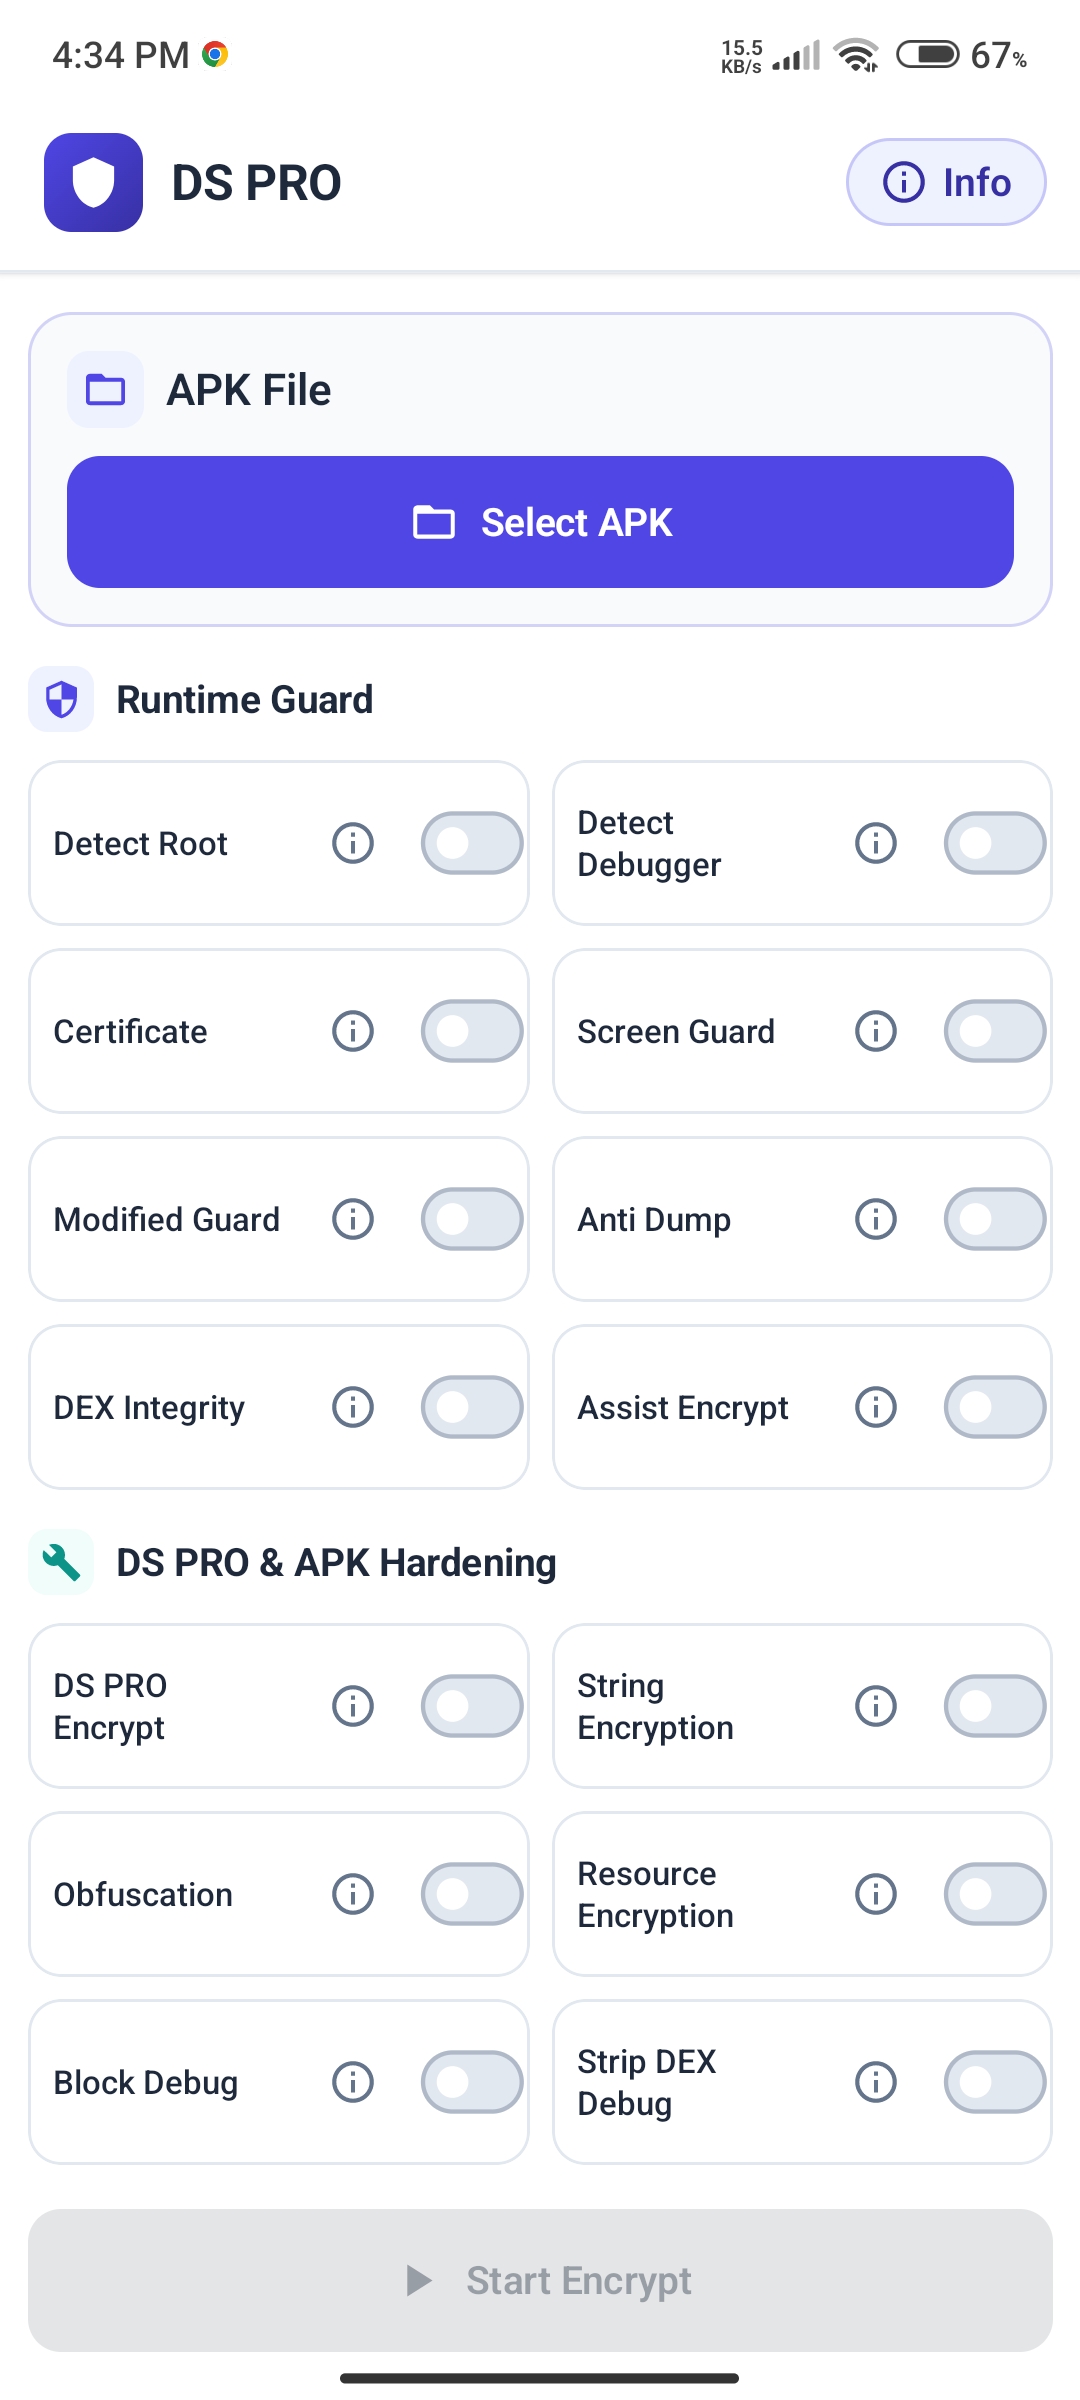 4:34 PM
15.5
KB/s
67%
DS PRO
Info
APK File
Select APK
Runtime Guard
Detect Root
Detect
Debugger
Certificate
Screen Guard
Modified Guard
Anti Dump
DEX Integrity
Assist Encrypt
DS PRO & APK Hardening
DS PRO
Encrypt
String
Encryption
Obfuscation
Resource
Encryption
Block Debug
Strip DEX
Debug
Start Encrypt